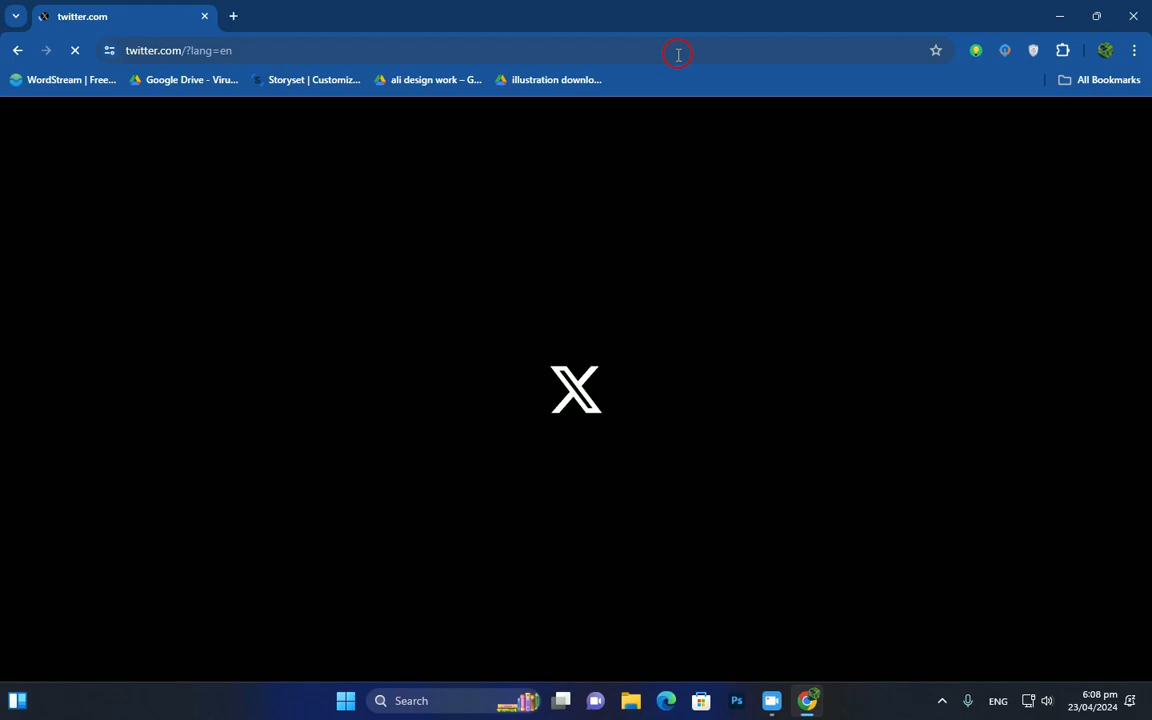 twitter.com
twitter.com/?lang=en
WordStream | Free... Google Drive - Viru... Storyset | Customiz... ali design work – G... illustration downlo... All Bookmarks
X
Search Ps ENG 6:08 pm
23/04/2024